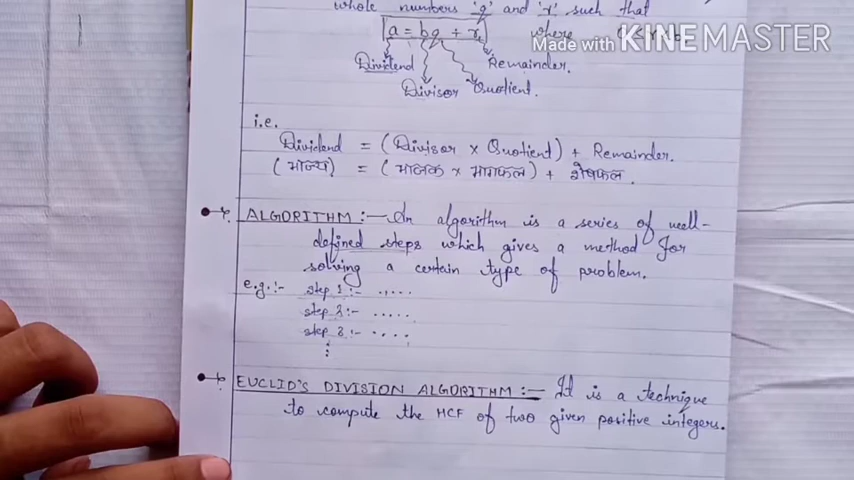 whole numbers 'q' and 'r' such that
a = bq + r, where
Made with KINEMASTER
Dividend Remainder.
Divisor Quotient.
i.e.
Dividend = (Divisor × Quotient) + Remainder.
(भाज्य) = (भाजक × भागफल) + शेषफल.
ALGORITHM :— An algorithm is a series of well-
defined steps which gives a method for
solving a certain type of problem.
e.g.:- step 1:- .....
step 2:- .....
step 3:- ....
⋮
EUCLID'S DIVISION ALGORITHM :— It is a technique
to compute the HCF of two given positive integers.